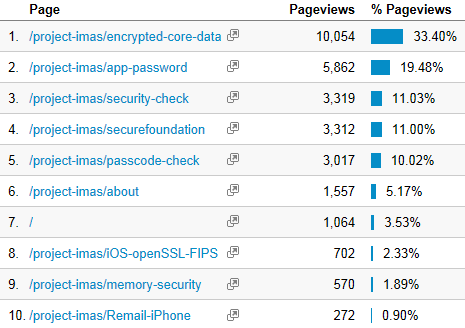 Page Pageviews % Pageviews
1. /project-imas/encrypted-core-data 10,054 33.40%
2. /project-imas/app-password 5,862 19.48%
3. /project-imas/security-check 3,319 11.03%
4. /project-imas/securefoundation 3,312 11.00%
5. /project-imas/passcode-check 3,017 10.02%
6. /project-imas/about 1,557 5.17%
7. / 1,064 3.53%
8. /project-imas/iOS-openSSL-FIPS 702 2.33%
9. /project-imas/memory-security 570 1.89%
10. /project-imas/Remail-iPhone 272 0.90%